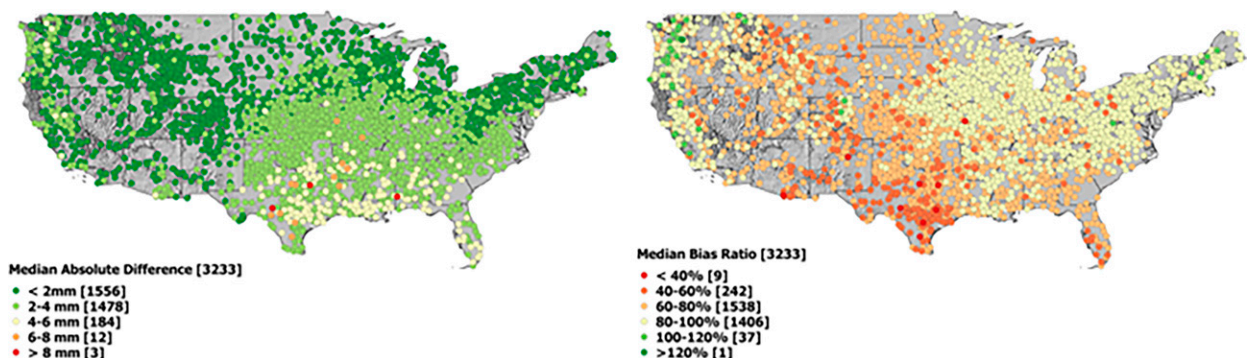 Median Absolute Difference [3233]
< 2mm [1556]
2-4 mm [1478]
4-6 mm [184]
6-8 mm [12]
> 8 mm [3]
Median Bias Ratio [3233]
< 40% [9]
40-60% [242]
60-80% [1538]
80-100% [1406]
100-120% [37]
>120% [1]